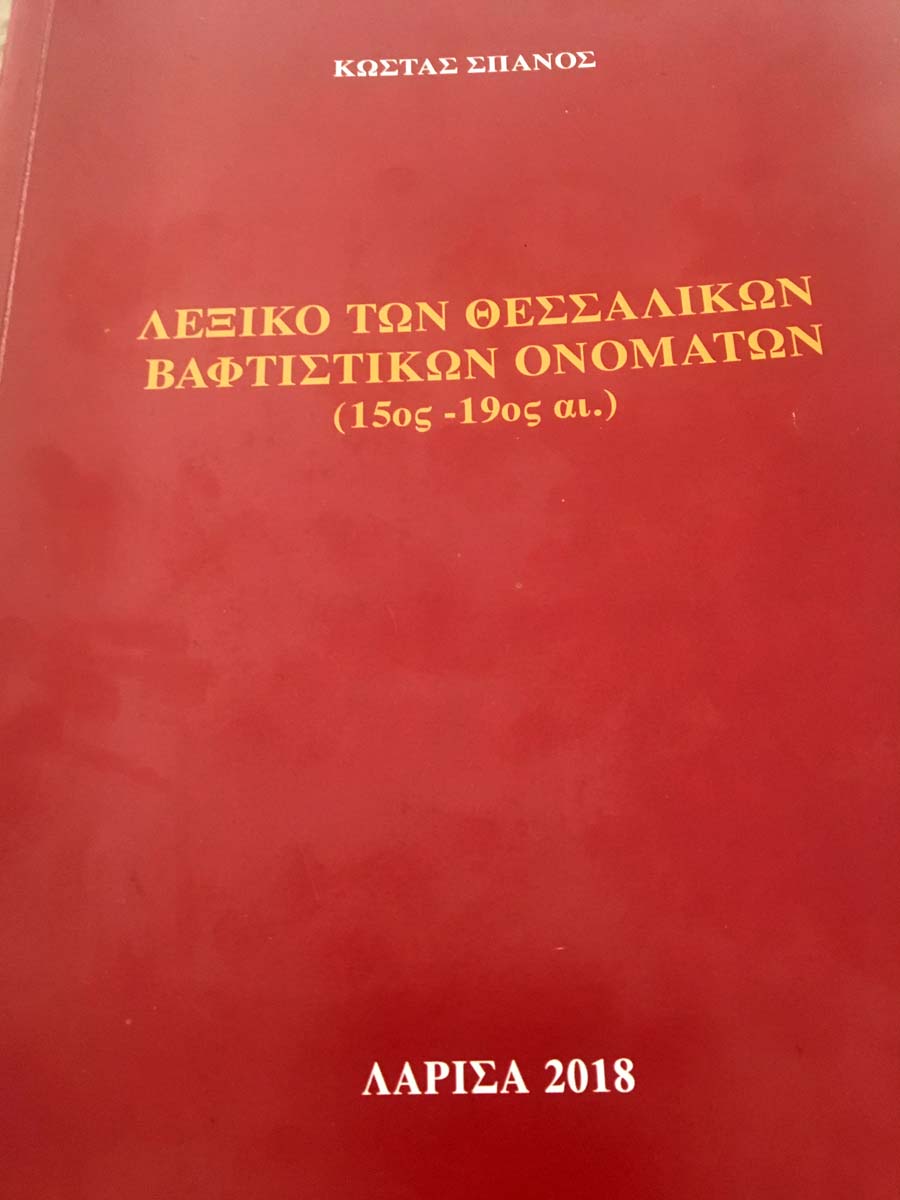 ΚΩΣΤΑΣ ΣΠΑΝΟΣ
ΛΕΞΙΚΟ ΤΩΝ ΘΕΣΣΑΛΙΚΩΝ
ΒΑΦΤΙΣΤΙΚΩΝ ΟΝΟΜΑΤΩΝ
(15ος -19ος αι.)
ΛΑΡΙΣΑ 2018